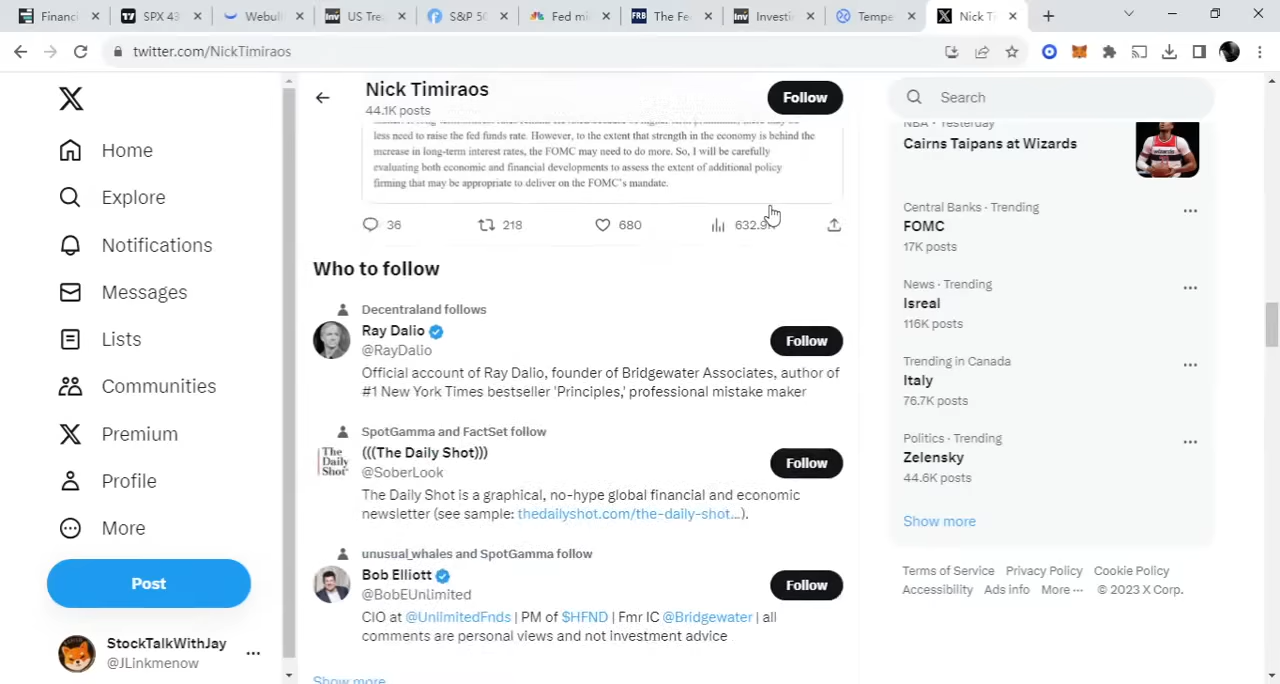 Financi
SPX 43
Webull
US Tre
S&P 50
Fed mi
The Fe
Investi
Tempe
Nick Ti
twitter.com/NickTimiraos
Home
Explore
Notifications
Messages
Lists
Communities
Premium
Profile
More
Post
StockTalkWithJay
@JLinkmenow
Nick Timiraos
44.1K posts
Follow
less need to raise the fed funds rate. However, to the extent that strength in the economy is behind the
increase in long-term interest rates, the FOMC may need to do more. So, I will be carefully
evaluating both economic and financial developments to assess the extent of additional policy
firming that may be appropriate to deliver on the FOMC's mandate.
36 218 680 632.9K
Who to follow
Decentraland follows
Ray Dalio
@RayDalio
Follow
Official account of Ray Dalio, founder of Bridgewater Associates, author of
#1 New York Times bestseller 'Principles,' professional mistake maker
SpotGamma and FactSet follow
The Daily Shot
(((The Daily Shot)))
@SoberLook
Follow
The Daily Shot is a graphical, no-hype global financial and economic
newsletter (see sample: thedailyshot.com/the-daily-shot…).
unusual_whales and SpotGamma follow
Bob Elliott
@BobEUnlimited
Follow
CIO at @UnlimitedFnds | PM of $HFND | Fmr IC @Bridgewater | all
comments are personal views and not investment advice
Show more
Search
NBA · Yesterday
Cairns Taipans at Wizards
Central Banks · Trending
FOMC
17K posts
News · Trending
Isreal
116K posts
Trending in Canada
Italy
76.7K posts
Politics · Trending
Zelensky
44.6K posts
Show more
Terms of Service Privacy Policy Cookie Policy
Accessibility Ads info More ··· © 2023 X Corp.